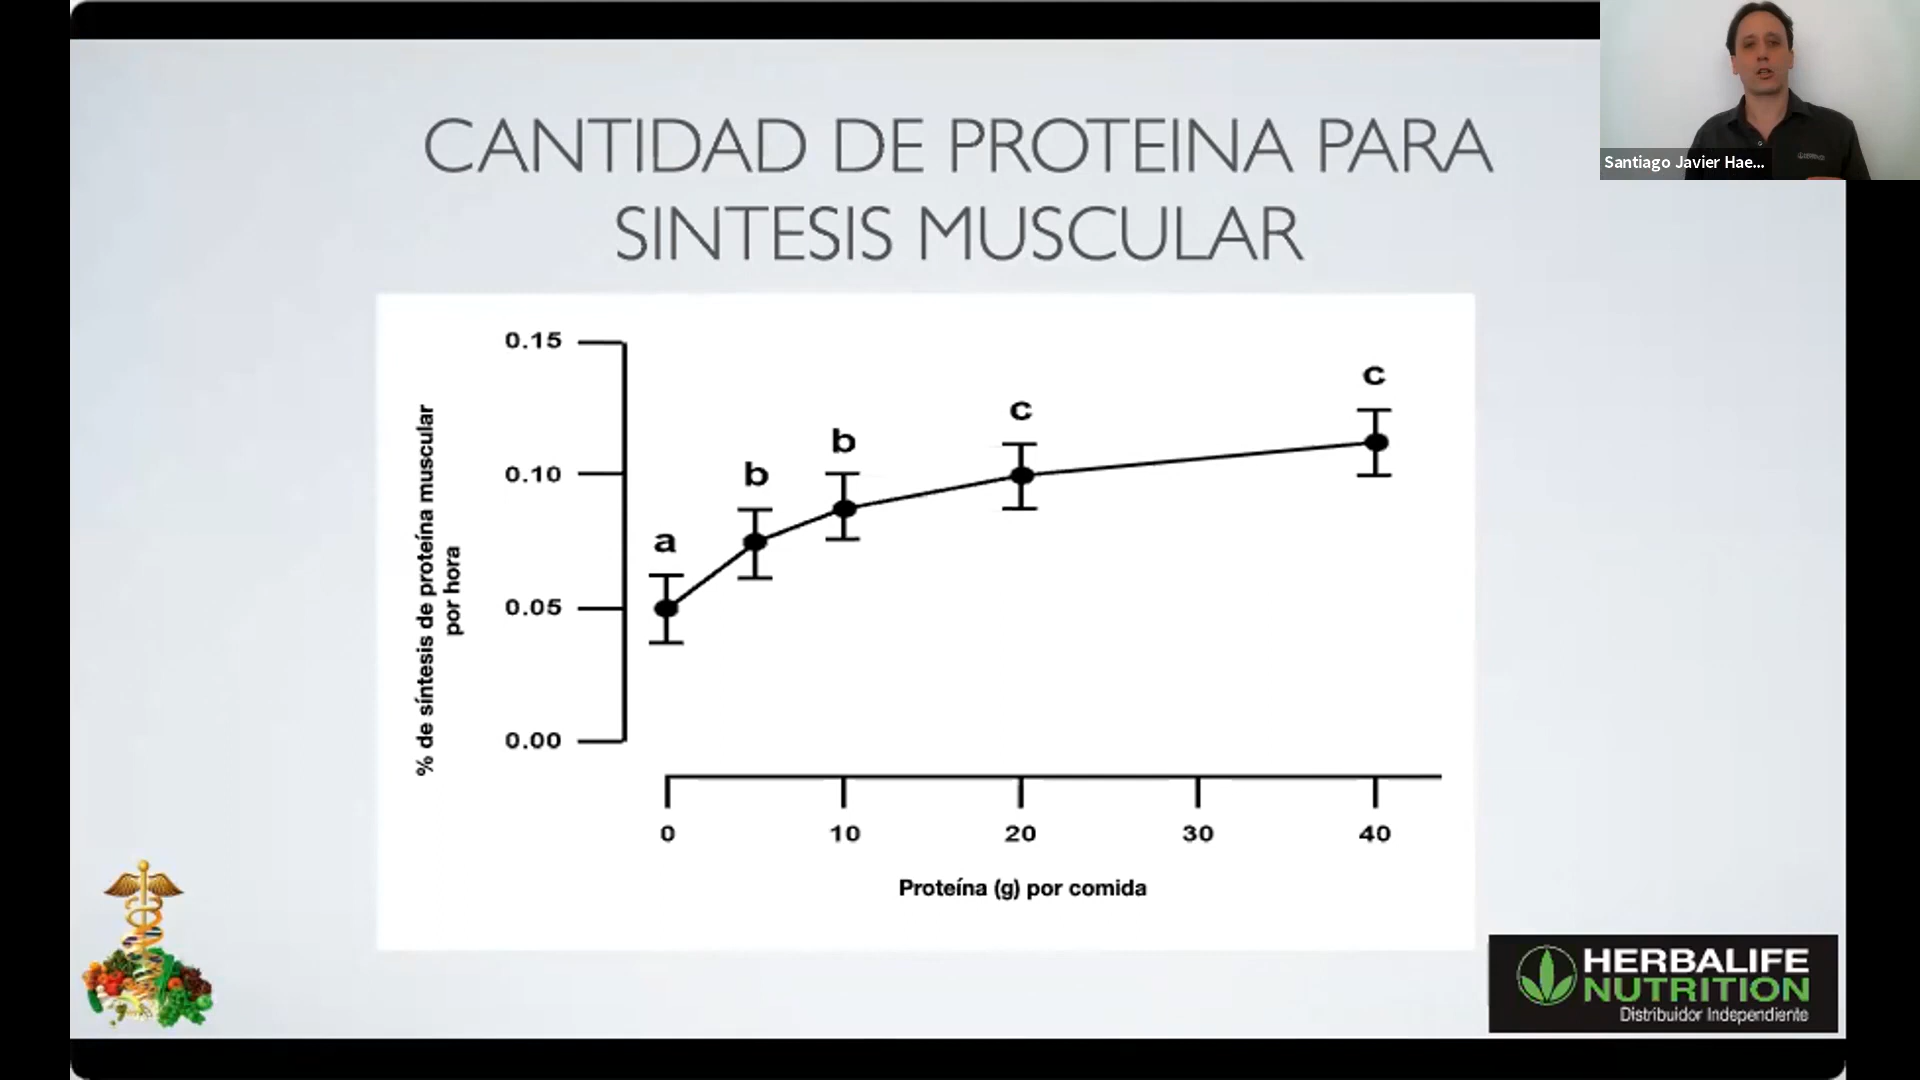 CANTIDAD DE PROTEINA PARA
SINTESIS MUSCULAR
Santiago Javier Hae...
% de síntesis de proteína muscular
por hora
0.15
0.10
0.05
0.00
a
b
b
c
c
0
10
20
30
40
Proteína (g) por comida
HERBALIFE
NUTRITION
Distribuidor Independiente